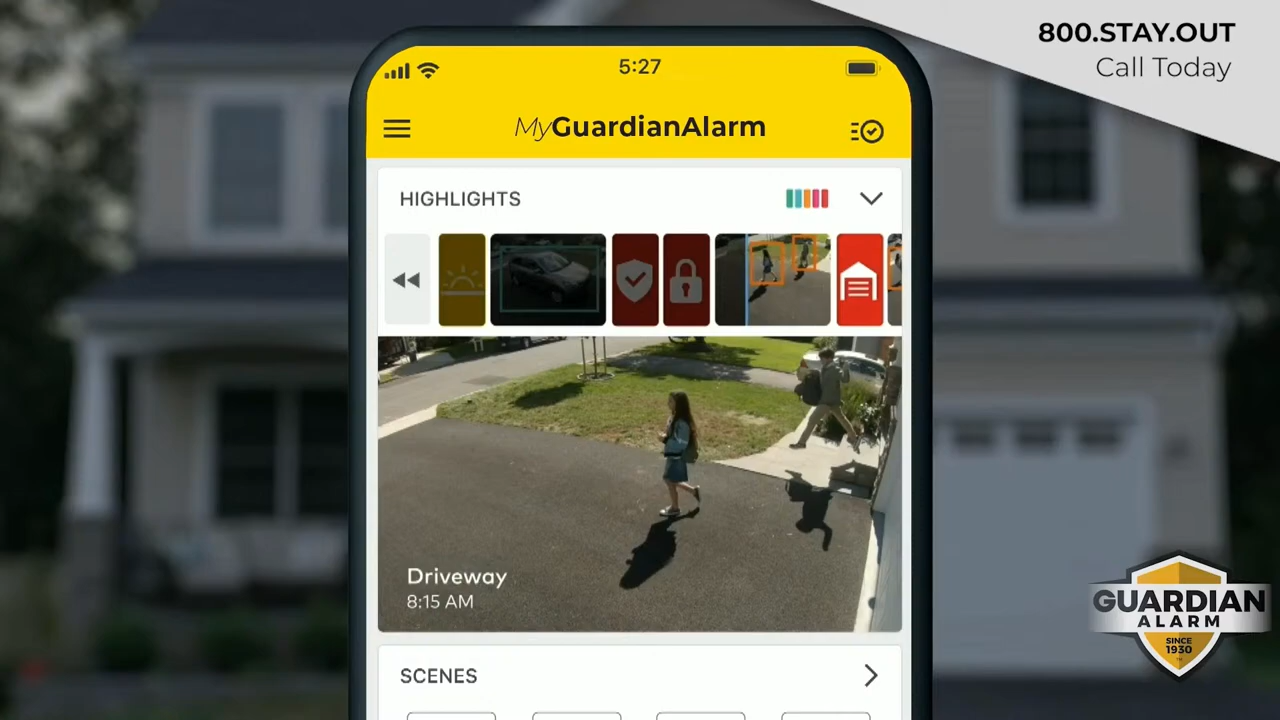 800.STAY.OUT
Call Today
5:27
MyGuardianAlarm
HIGHLIGHTS
Driveway
8:15 AM
SCENES
GUARDIAN
ALARM
SINCE
1930